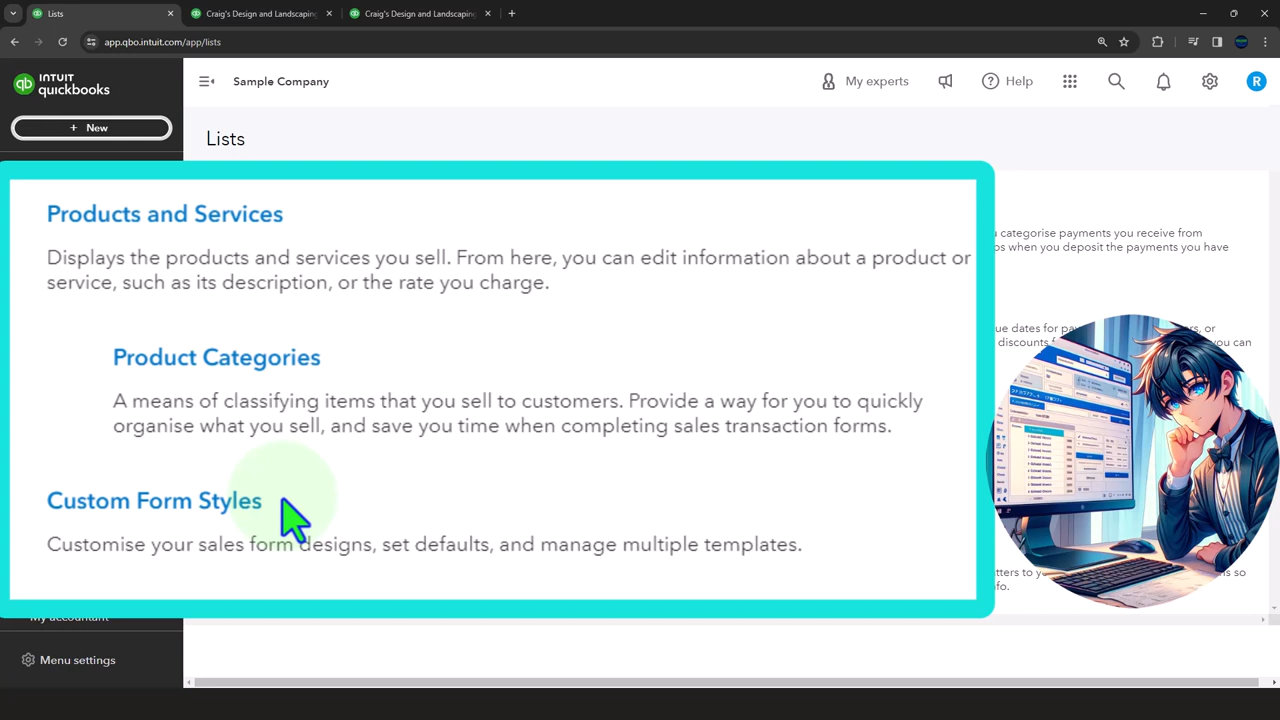 Lists
Craig's Design and Landscaping
Craig's Design and Landscaping
app.qbo.intuit.com/app/lists
INTUIT
quickbooks
Sample Company
My experts
Help
R
+ New
Lists
Products and Services
Displays the products and services you sell. From here, you can edit information about a product or
service, such as its description, or the rate you charge.
Product Categories
A means of classifying items that you sell to customers. Provide a way for you to quickly
organise what you sell, and save you time when completing sales transaction forms.
Custom Form Styles
Customise your sales form designs, set defaults, and manage multiple templates.
categorise payments you receive from
when you deposit the payments you have
dates for
or
discounts
you can
so
My accountant
Menu settings